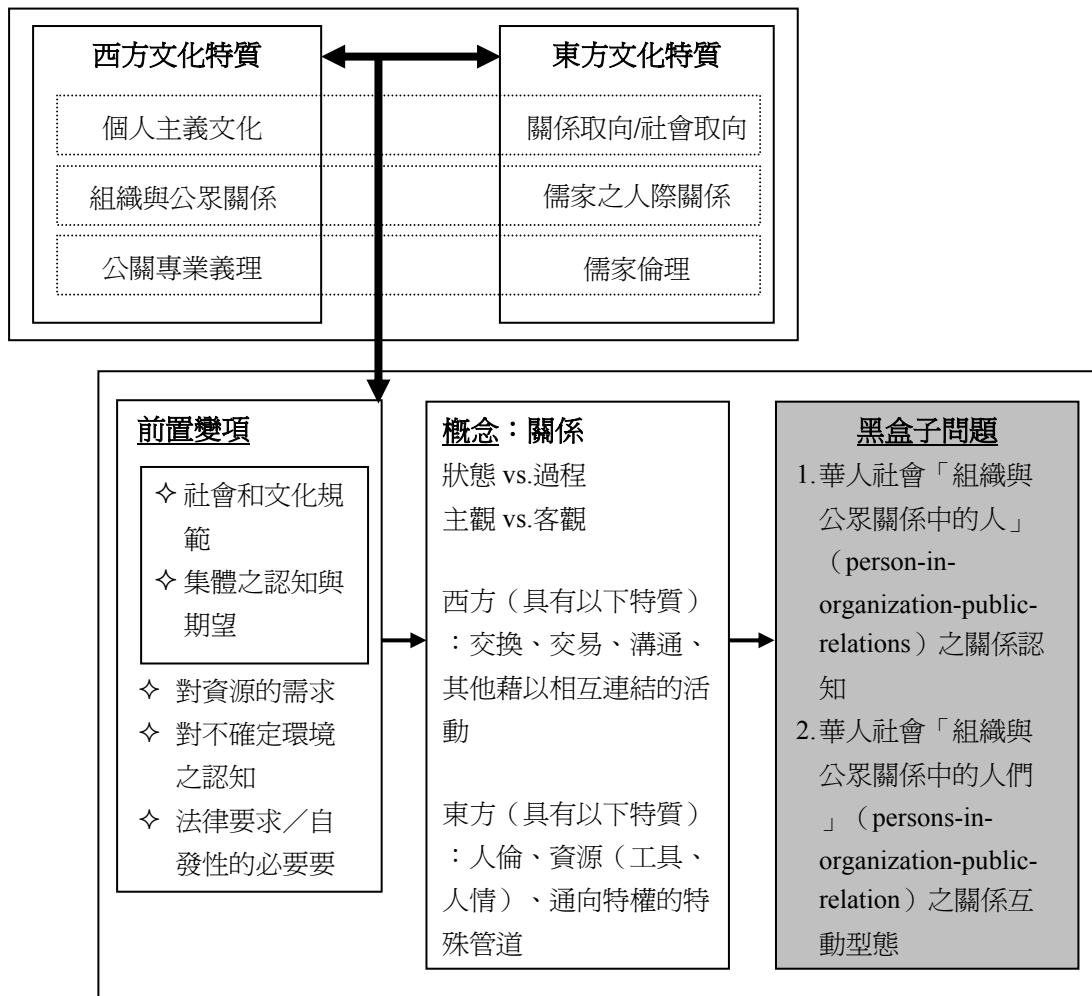 西方文化特質
東方文化特質
個人主義文化
關係取向/社會取向
組織與公眾關係
儒家之人際關係
公關專業義理
儒家倫理
前置變項
✧ 社會和文化規
範
✧ 集體之認知與
期望
✧ 對資源的需求
✧ 對不確定環境
之認知
✧ 法律要求／自
發性的必要要
概念：關係
狀態 vs.過程
主觀 vs.客觀
西方（具有以下特質）
：交換、交易、溝通、
其他藉以相互連結的活
動
東方（具有以下特質）
：人倫、資源（工具、
人情）、通向特權的特
殊管道
黑盒子問題
1.華人社會「組織與
公眾關係中的人」
（person-in-
organization-public-
relations）之關係認
知
2.華人社會「組織與
公眾關係中的人們
」（persons-in-
organization-public-
relation）之關係互
動型態